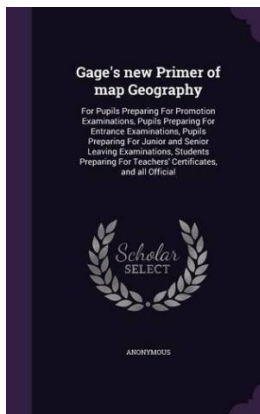 Gage's new Primer of
map Geography
For Pupils Preparing For Promotion
Examinations, Pupils Preparing For
Entrance Examinations, Pupils
Preparing For Junior and Senior
Leaving Examinations, Students
Preparing For Teachers' Certificates,
and all Official
Scholar
SELECT
ANONYMOUS